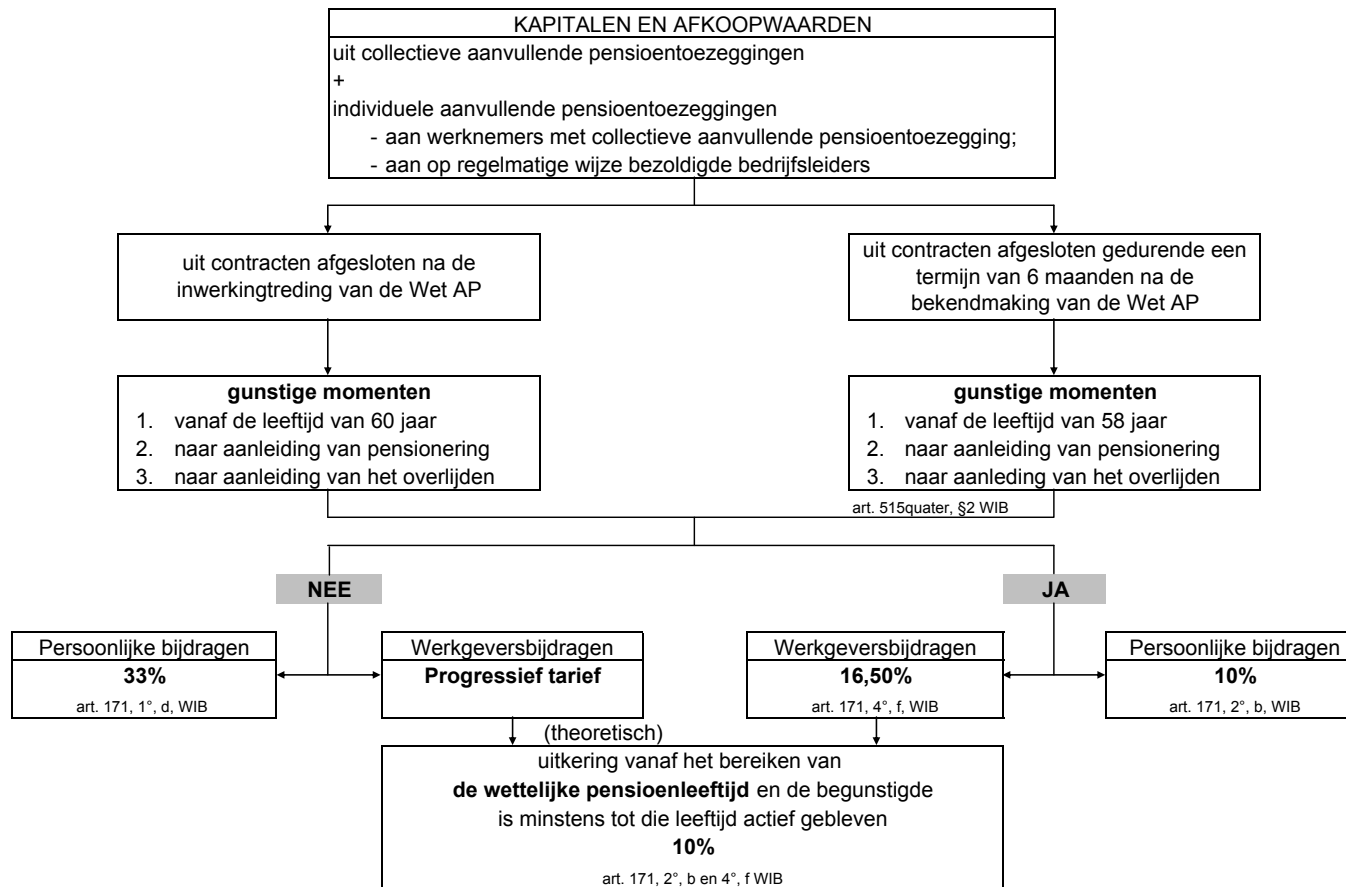 KAPITALEN EN AFKOOPWAARDEN
uit collectieve aanvullende pensioentoezeggingen
+
individuele aanvullende pensioentoezeggingen
- aan werknemers met collectieve aanvullende pensioentoezegging;
- aan op regelmatige wijze bezoldigde bedrijfsleiders
uit contracten afgesloten na de
inwerkingtreding van de Wet AP
uit contracten afgesloten gedurende een
termijn van 6 maanden na de
bekendmaking van de Wet AP
gunstige momenten
1. vanaf de leeftijd van 60 jaar
2. naar aanleiding van pensionering
3. naar aanleiding van het overlijden
gunstige momenten
1. vanaf de leeftijd van 58 jaar
2. naar aanleiding van pensionering
3. naar aanleding van het overlijden
art. 515quater, §2 WIB
NEE
JA
Persoonlijke bijdragen
33%
art. 171, 1°, d, WIB
Werkgeversbijdragen
Progressief tarief
Werkgeversbijdragen
16,50%
art. 171, 4°, f, WIB
Persoonlijke bijdragen
10%
art. 171, 2°, b, WIB
(theoretisch)
uitkering vanaf het bereiken van
de wettelijke pensioenleeftijd en de begunstigde
is minstens tot die leeftijd actief gebleven
10%
art. 171, 2°, b en 4°, f WIB